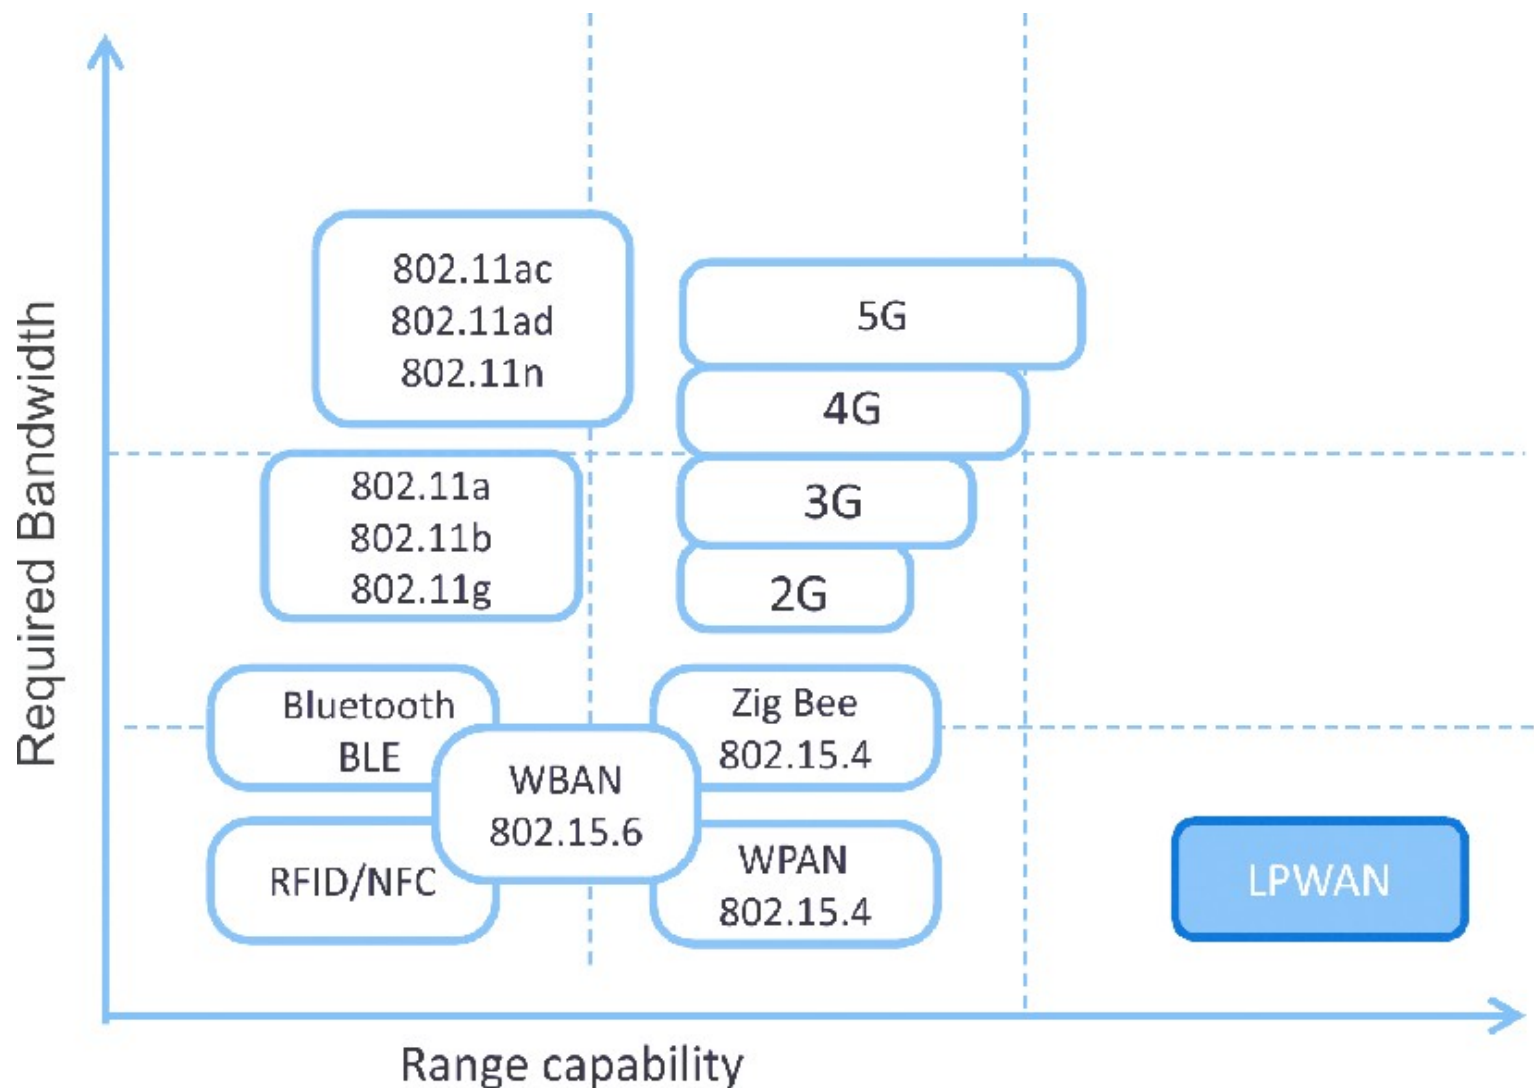 Required Bandwidth
802.11ac
802.11ad
802.11n
5G
4G
802.11a
802.11b
802.11g
3G
2G
Bluetooth
BLE
Zig Bee
802.15.4
WBAN
802.15.6
RFID/NFC
WPAN
802.15.4
LPWAN
Range capability